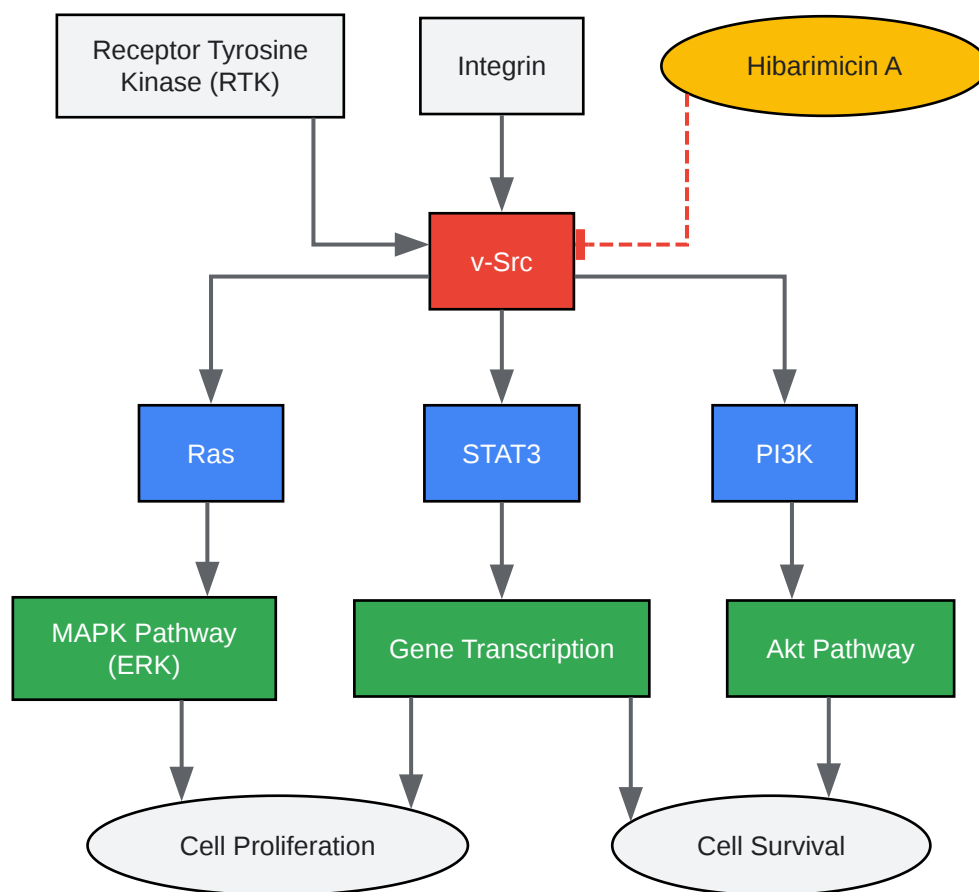 Receptor Tyrosine
Kinase (RTK)
Integrin
Hibarimicin A
v-Src
Ras
STAT3
PI3K
MAPK Pathway
(ERK)
Gene Transcription
Akt Pathway
Cell Proliferation
Cell Survival